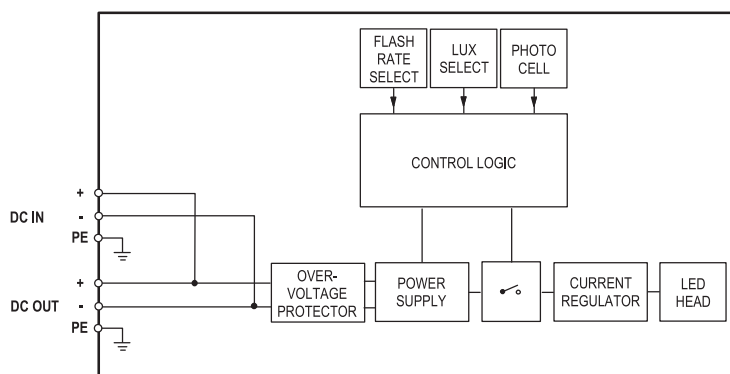 FLASH
RATE
SELECT
LUX
SELECT
PHOTO
CELL
CONTROL LOGIC
+
DC IN
-
PE
+
DC OUT
-
PE
OVER-
VOLTAGE
PROTECTOR
POWER
SUPPLY
CURRENT
REGULATOR
LED
HEAD